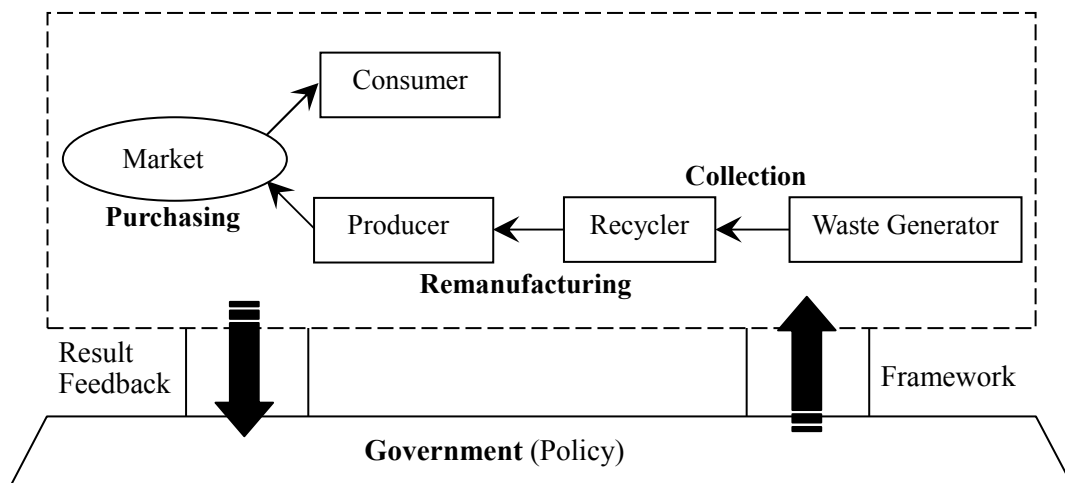 Consumer
Market
Collection
Purchasing
Producer
Recycler
Waste Generator
Remanufacturing
Result
Feedback
Framework
Government (Policy)